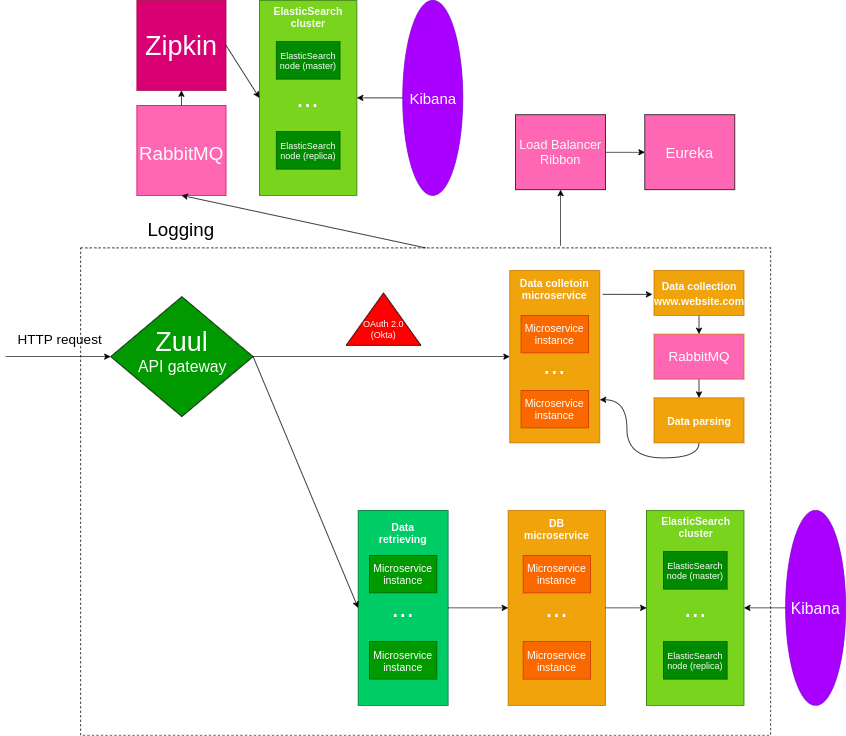 Zipkin
RabbitMQ
ElasticSearch
cluster
ElasticSearch
node (master)
...
ElasticSearch
node (replica)
Kibana
Load Balancer
Ribbon
Eureka
Logging
HTTP request
Zuul
API gateway
OAuth 2.0
(Okta)
Data colletoin
microservice
Microservice
instance
...
Microservice
instance
Data collection
www.website.com
RabbitMQ
Data parsing
Data
retrieving
Microservice
instance
...
Microservice
instance
DB
microservice
Microservice
instance
...
Microservice
instance
ElasticSearch
cluster
ElasticSearch
node (master)
...
ElasticSearch
node (replica)
Kibana